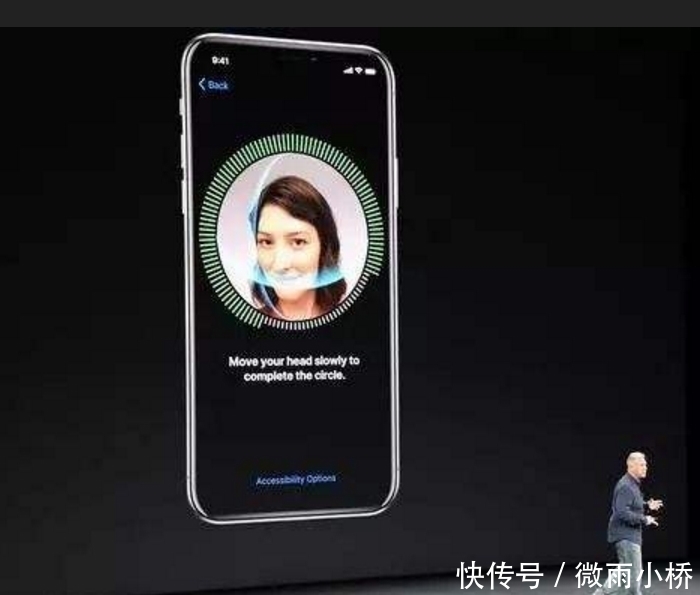 9:41
Back
Move your head slowly to
complete the circle.
Accessibility Options
快传号 / 微雨小桥